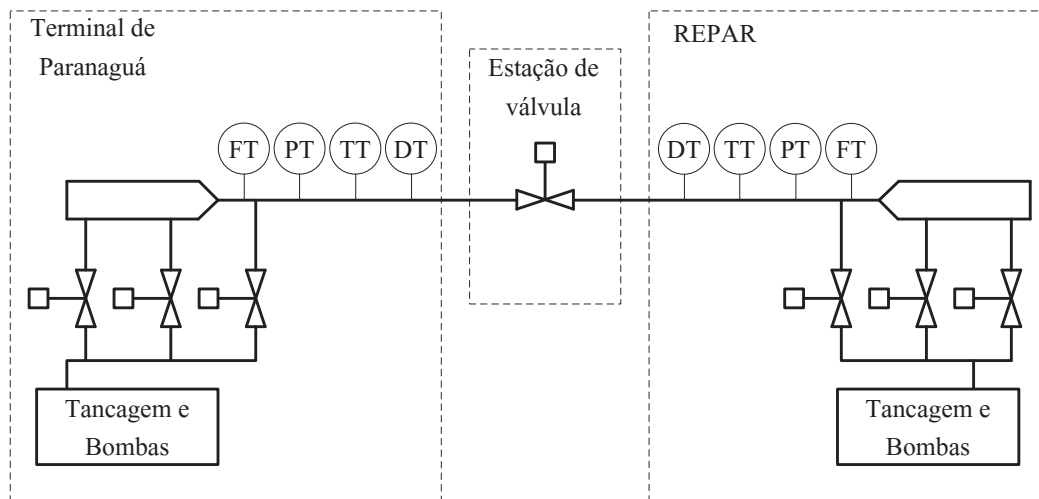 Terminal de
Paranaguá
Estação de
válvula
REPAR
FT PT TT DT
DT TT PT FT
Tancagem e
Bombas
Tancagem e
Bombas